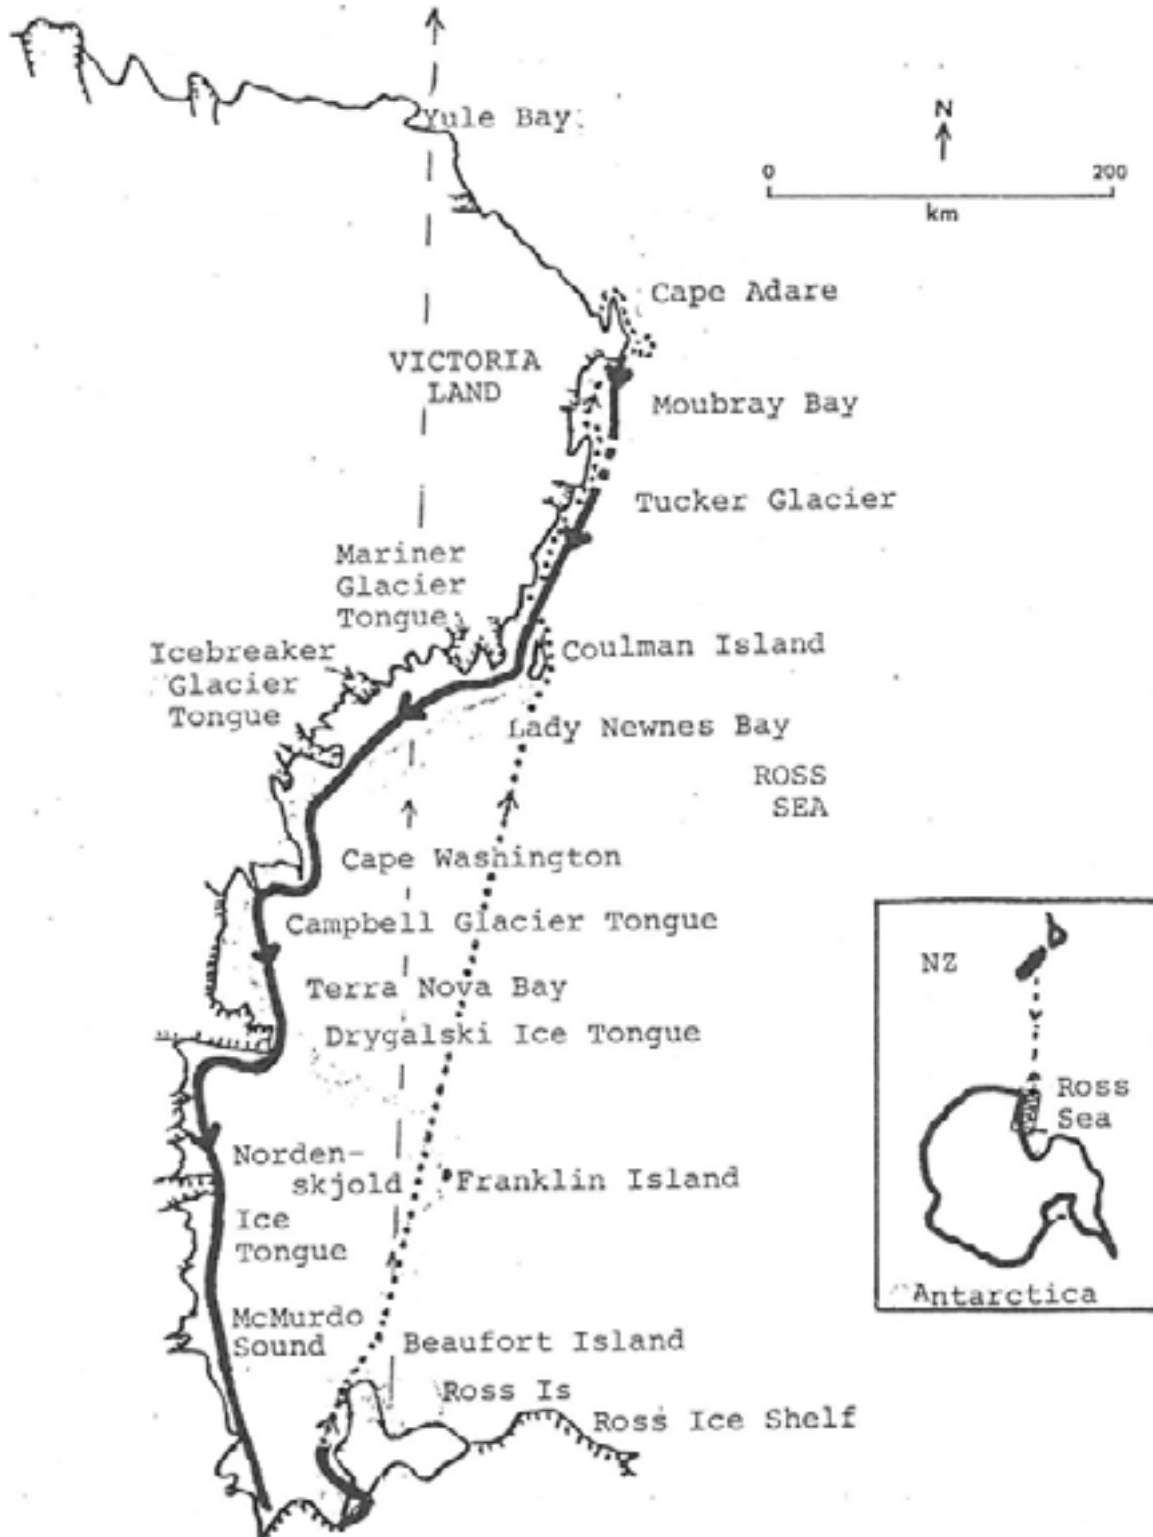 Yule Bay
N
0 200
km
Cape Adare
VICTORIA
LAND
Moubray Bay
Tucker Glacier
Mariner
Glacier
Tongue
Icebreaker
Glacier
Tongue
Coulman Island
Lady Newnes Bay
ROSS
SEA
Cape Washington
Campbell Glacier Tongue
Terra Nova Bay
Drygalski Ice Tongue
Norden-
skjold
Ice
Tongue
Franklin Island
McMurdo
Sound
Beaufort Island
Ross Is
Ross Ice Shelf
NZ
Ross
Sea
Antarctica